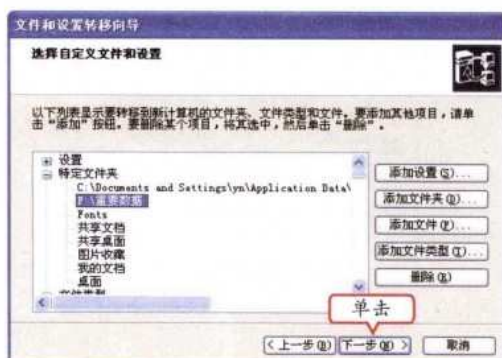 文件和设置转移向导
选择自定义文件和设置
以下列表显示要转移到新计算机的文件夹、文件类型和文件。要添加其他项目，请单
击“添加”按钮。要删除某个项目，将其选中，然后单击“删除”。
设置
特定文件夹
C:\Documents and Settings\yn\Application Data\
F:\重要数据
Fonts
共享文档
共享桌面
图片收藏
我的文档
桌面
文件类型
添加设置(S)...
添加文件夹(D)...
添加文件(F)...
添加文件类型(T)...
删除(R)
单击
<上一步(B)
下一步(N)>
取消